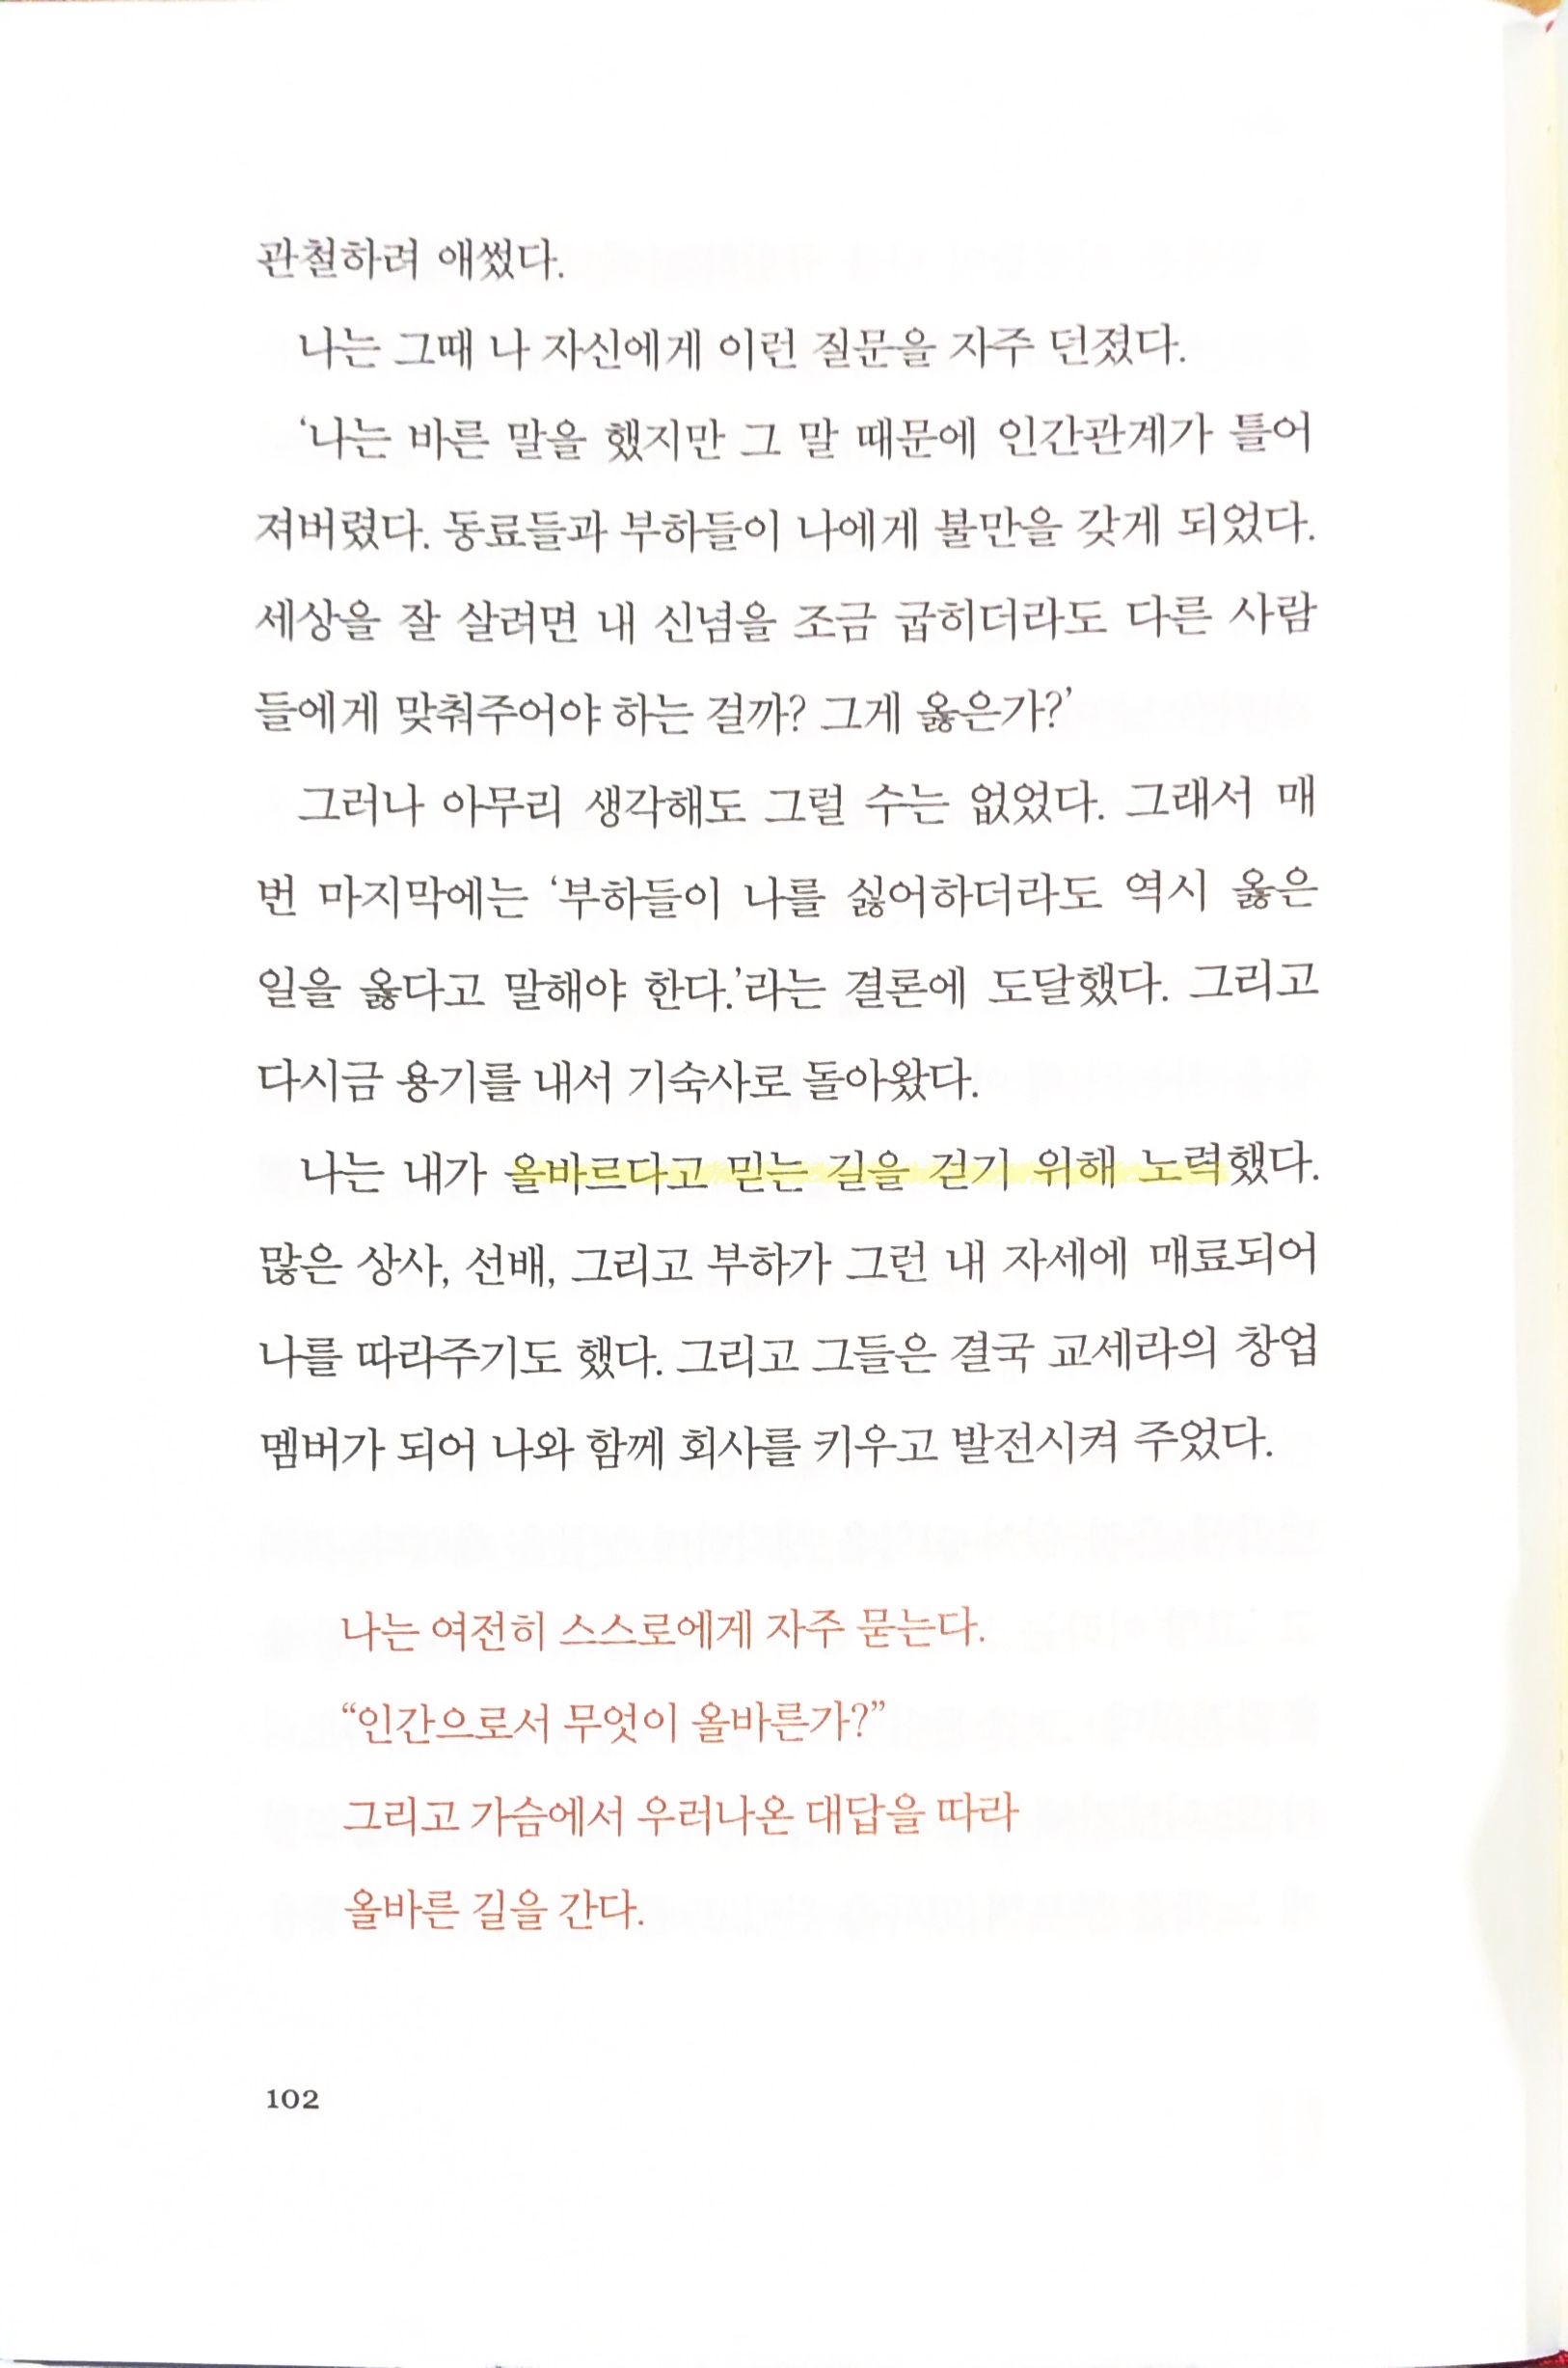 관철하려 애썼다.
나는 그때 나 자신에게 이런 질문을 자주 던졌다.
‘나는 바른 말을 했지만 그 말 때문에 인간관계가 틀어
져버렸다. 동료들과 부하들이 나에게 불만을 갖게 되었다.
세상을 잘 살려면 내 신념을 조금 굽히더라도 다른 사람
들에게 맞춰주어야 하는 걸까? 그게 옳은가?’
그러나 아무리 생각해도 그럴 수는 없었다. 그래서 매
번 마지막에는 ‘부하들이 나를 싫어하더라도 역시 옳은
일을 옳다고 말해야 한다.’라는 결론에 도달했다. 그리고
다시금 용기를 내서 기숙사로 돌아왔다.
나는 내가 올바르다고 믿는 길을 걷기 위해 노력했다.
많은 상사, 선배, 그리고 부하가 그런 내 자세에 매료되어
나를 따라주기도 했다. 그리고 그들은 결국 교세라의 창업
멤버가 되어 나와 함께 회사를 키우고 발전시켜 주었다.
나는 여전히 스스로에게 자주 묻는다.
“인간으로서 무엇이 올바른가?”
그리고 가슴에서 우러나온 대답을 따라
올바른 길을 간다.
102